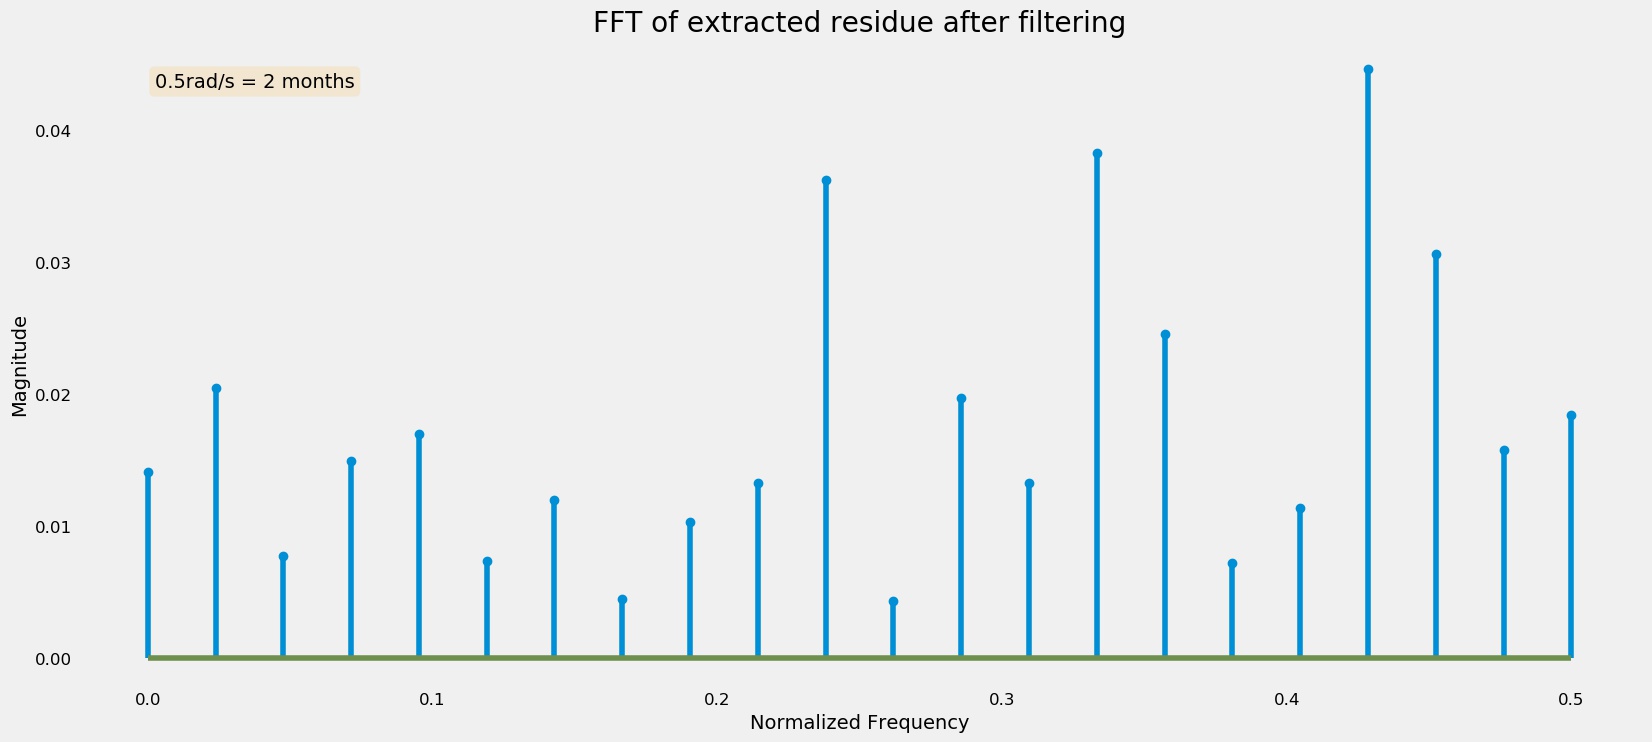 FFT of extracted residue after filtering
0.5rad/s = 2 months
0.04
0.03
0.02
0.01
0.00
Magnitude
0.0 0.1 0.2 0.3 0.4 0.5
Normalized Frequency